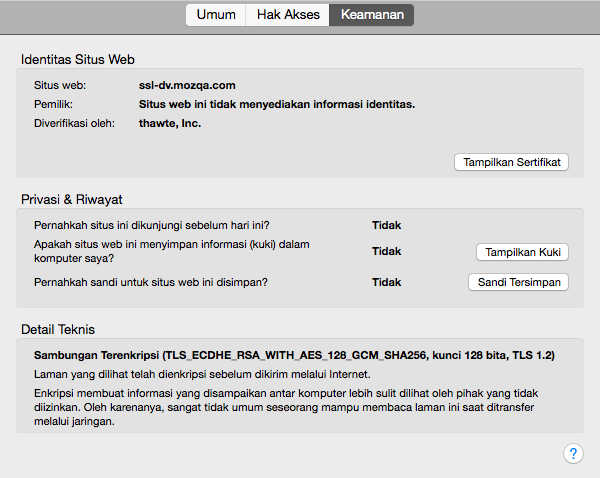 Umum Hak Akses Keamanan
Identitas Situs Web
Situs web: ssl-dv.mozqa.com
Pemilik: Situs web ini tidak menyediakan informasi identitas.
Diverifikasi oleh: thawte, Inc.
Tampilkan Sertifikat
Privasi & Riwayat
Pernahkah situs ini dikunjungi sebelum hari ini? Tidak
Apakah situs web ini menyimpan informasi (kuki) dalam
komputer saya? Tidak Tampilkan Kuki
Pernahkah sandi untuk situs web ini disimpan? Tidak Sandi Tersimpan
Detail Teknis
Sambungan Terenkripsi (TLS_ECDHE_RSA_WITH_AES_128_GCM_SHA256, kunci 128 bita, TLS 1.2)
Laman yang dilihat telah dienkripsi sebelum dikirim melalui Internet.
Enkripsi membuat informasi yang disampaikan antar komputer lebih sulit dilihat oleh pihak yang tidak
diizinkan. Oleh karenanya, sangat tidak umum seseorang mampu membaca laman ini saat ditransfer
melalui jaringan.
?